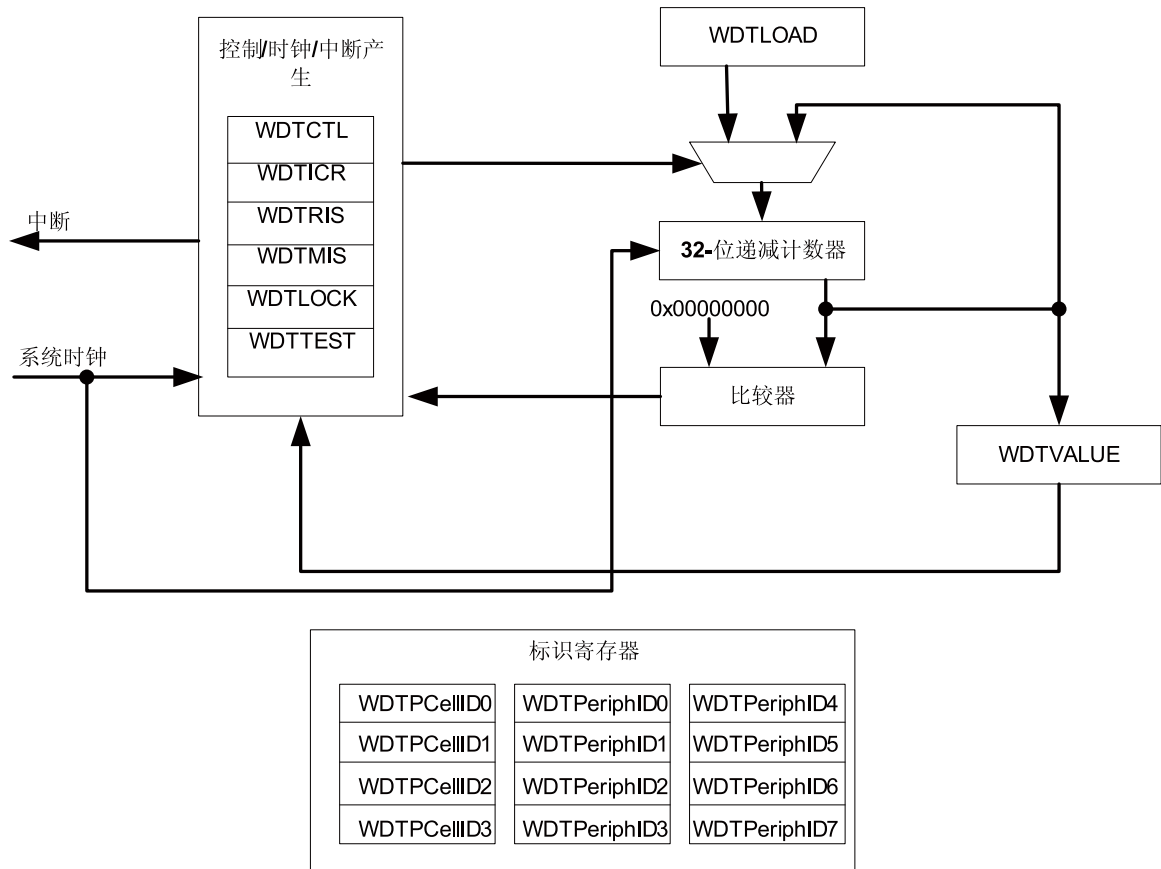 控制/时钟/中断产
生
WDTCTL
WDTICR
WDTRIS
WDTMIS
WDTLOCK
WDTTEST
中断
系统时钟
WDTLOAD
32-位递减计数器
0x00000000
比较器
WDTVALUE
标识寄存器
WDTPCellID0 WDTPeriphID0 WDTPeriphID4
WDTPCellID1 WDTPeriphID1 WDTPeriphID5
WDTPCellID2 WDTPeriphID2 WDTPeriphID6
WDTPCellID3 WDTPeriphID3 WDTPeriphID7